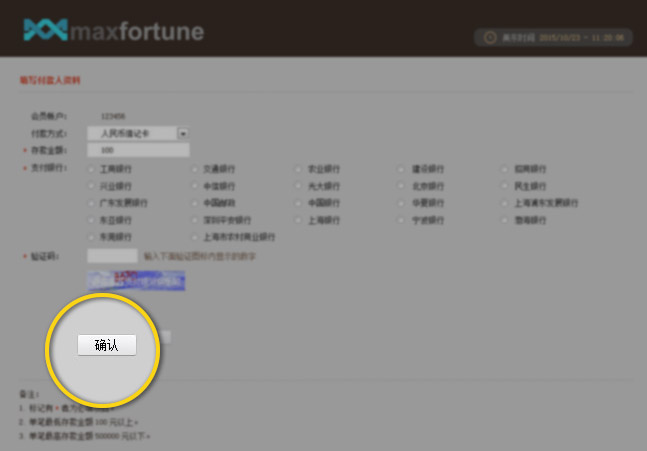 maxfortune
美东时间 2015/10/23 - 11:28:08
填写付款人资料
会员帐户: 123456
付款方式: 人民币借记卡
* 存款金额: 100
* 支付银行: 工商银行 交通银行 农业银行 建设银行 招商银行
兴业银行 中信银行 光大银行 北京银行 民生银行
广东发展银行 中国邮政 中国银行 华夏银行 上海浦东发展银行
东亚银行 深圳平安银行 上海银行 宁波银行 渤海银行
东莞银行 上海市农村商业银行
* 验证码: 输入下面验证图框内显示的数字
确认
备注:
1. 标记有 * 者为必填
2. 单笔最低存款金额 100 元以上。
3. 单笔最高存款金额 500000 元以下。